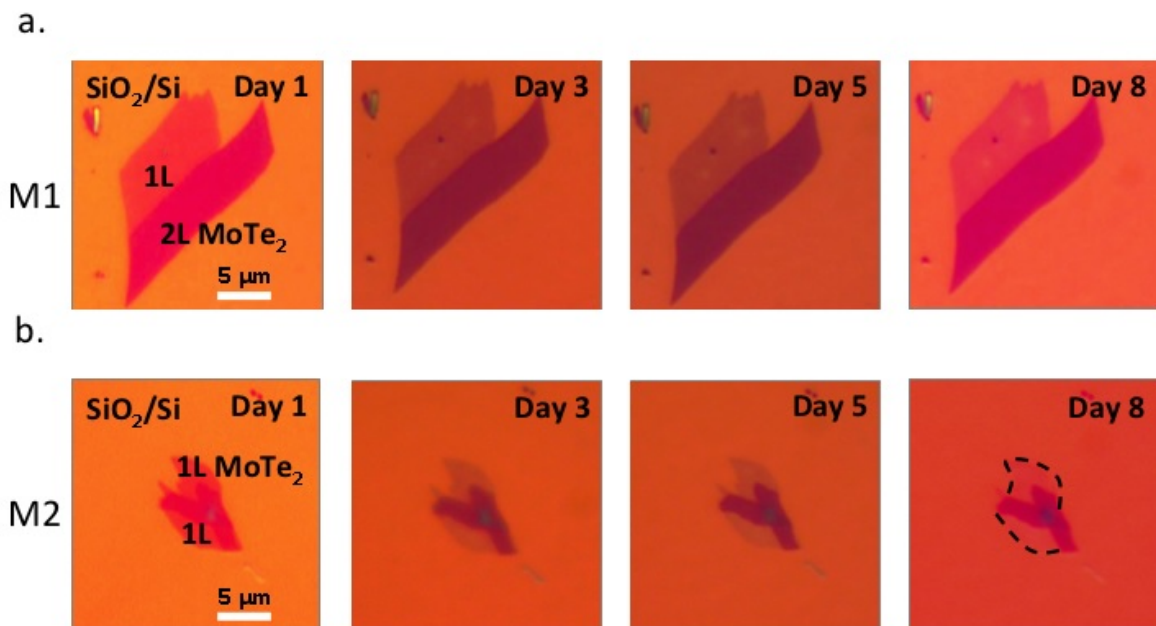 a.
SiO₂/Si Day 1
Day 3
Day 5
Day 8
M1
1L
2L MoTe₂
5 µm
b.
SiO₂/Si Day 1
Day 3
Day 5
Day 8
1L MoTe₂
M2
1L
5 µm